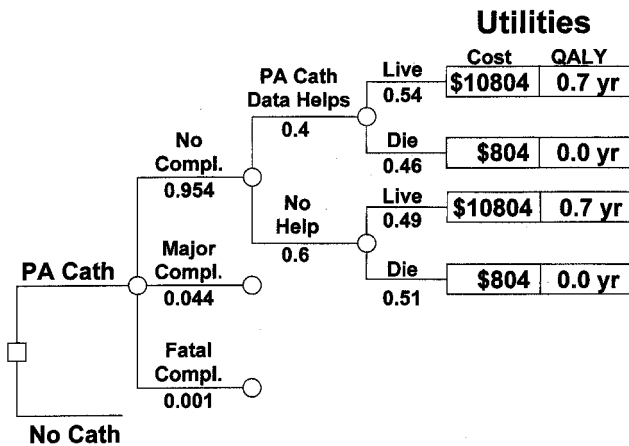 Utilities
Cost QALY
PA Cath
Data Helps
0.4
Live
0.54
$10804 0.7 yr
Die
0.46
$804 0.0 yr
No
Compl.
0.954
No
Help
0.6
Live
0.49
$10804 0.7 yr
Die
0.51
$804 0.0 yr
PA Cath
Major
Compl.
0.044
Fatal
Compl.
0.001
No Cath